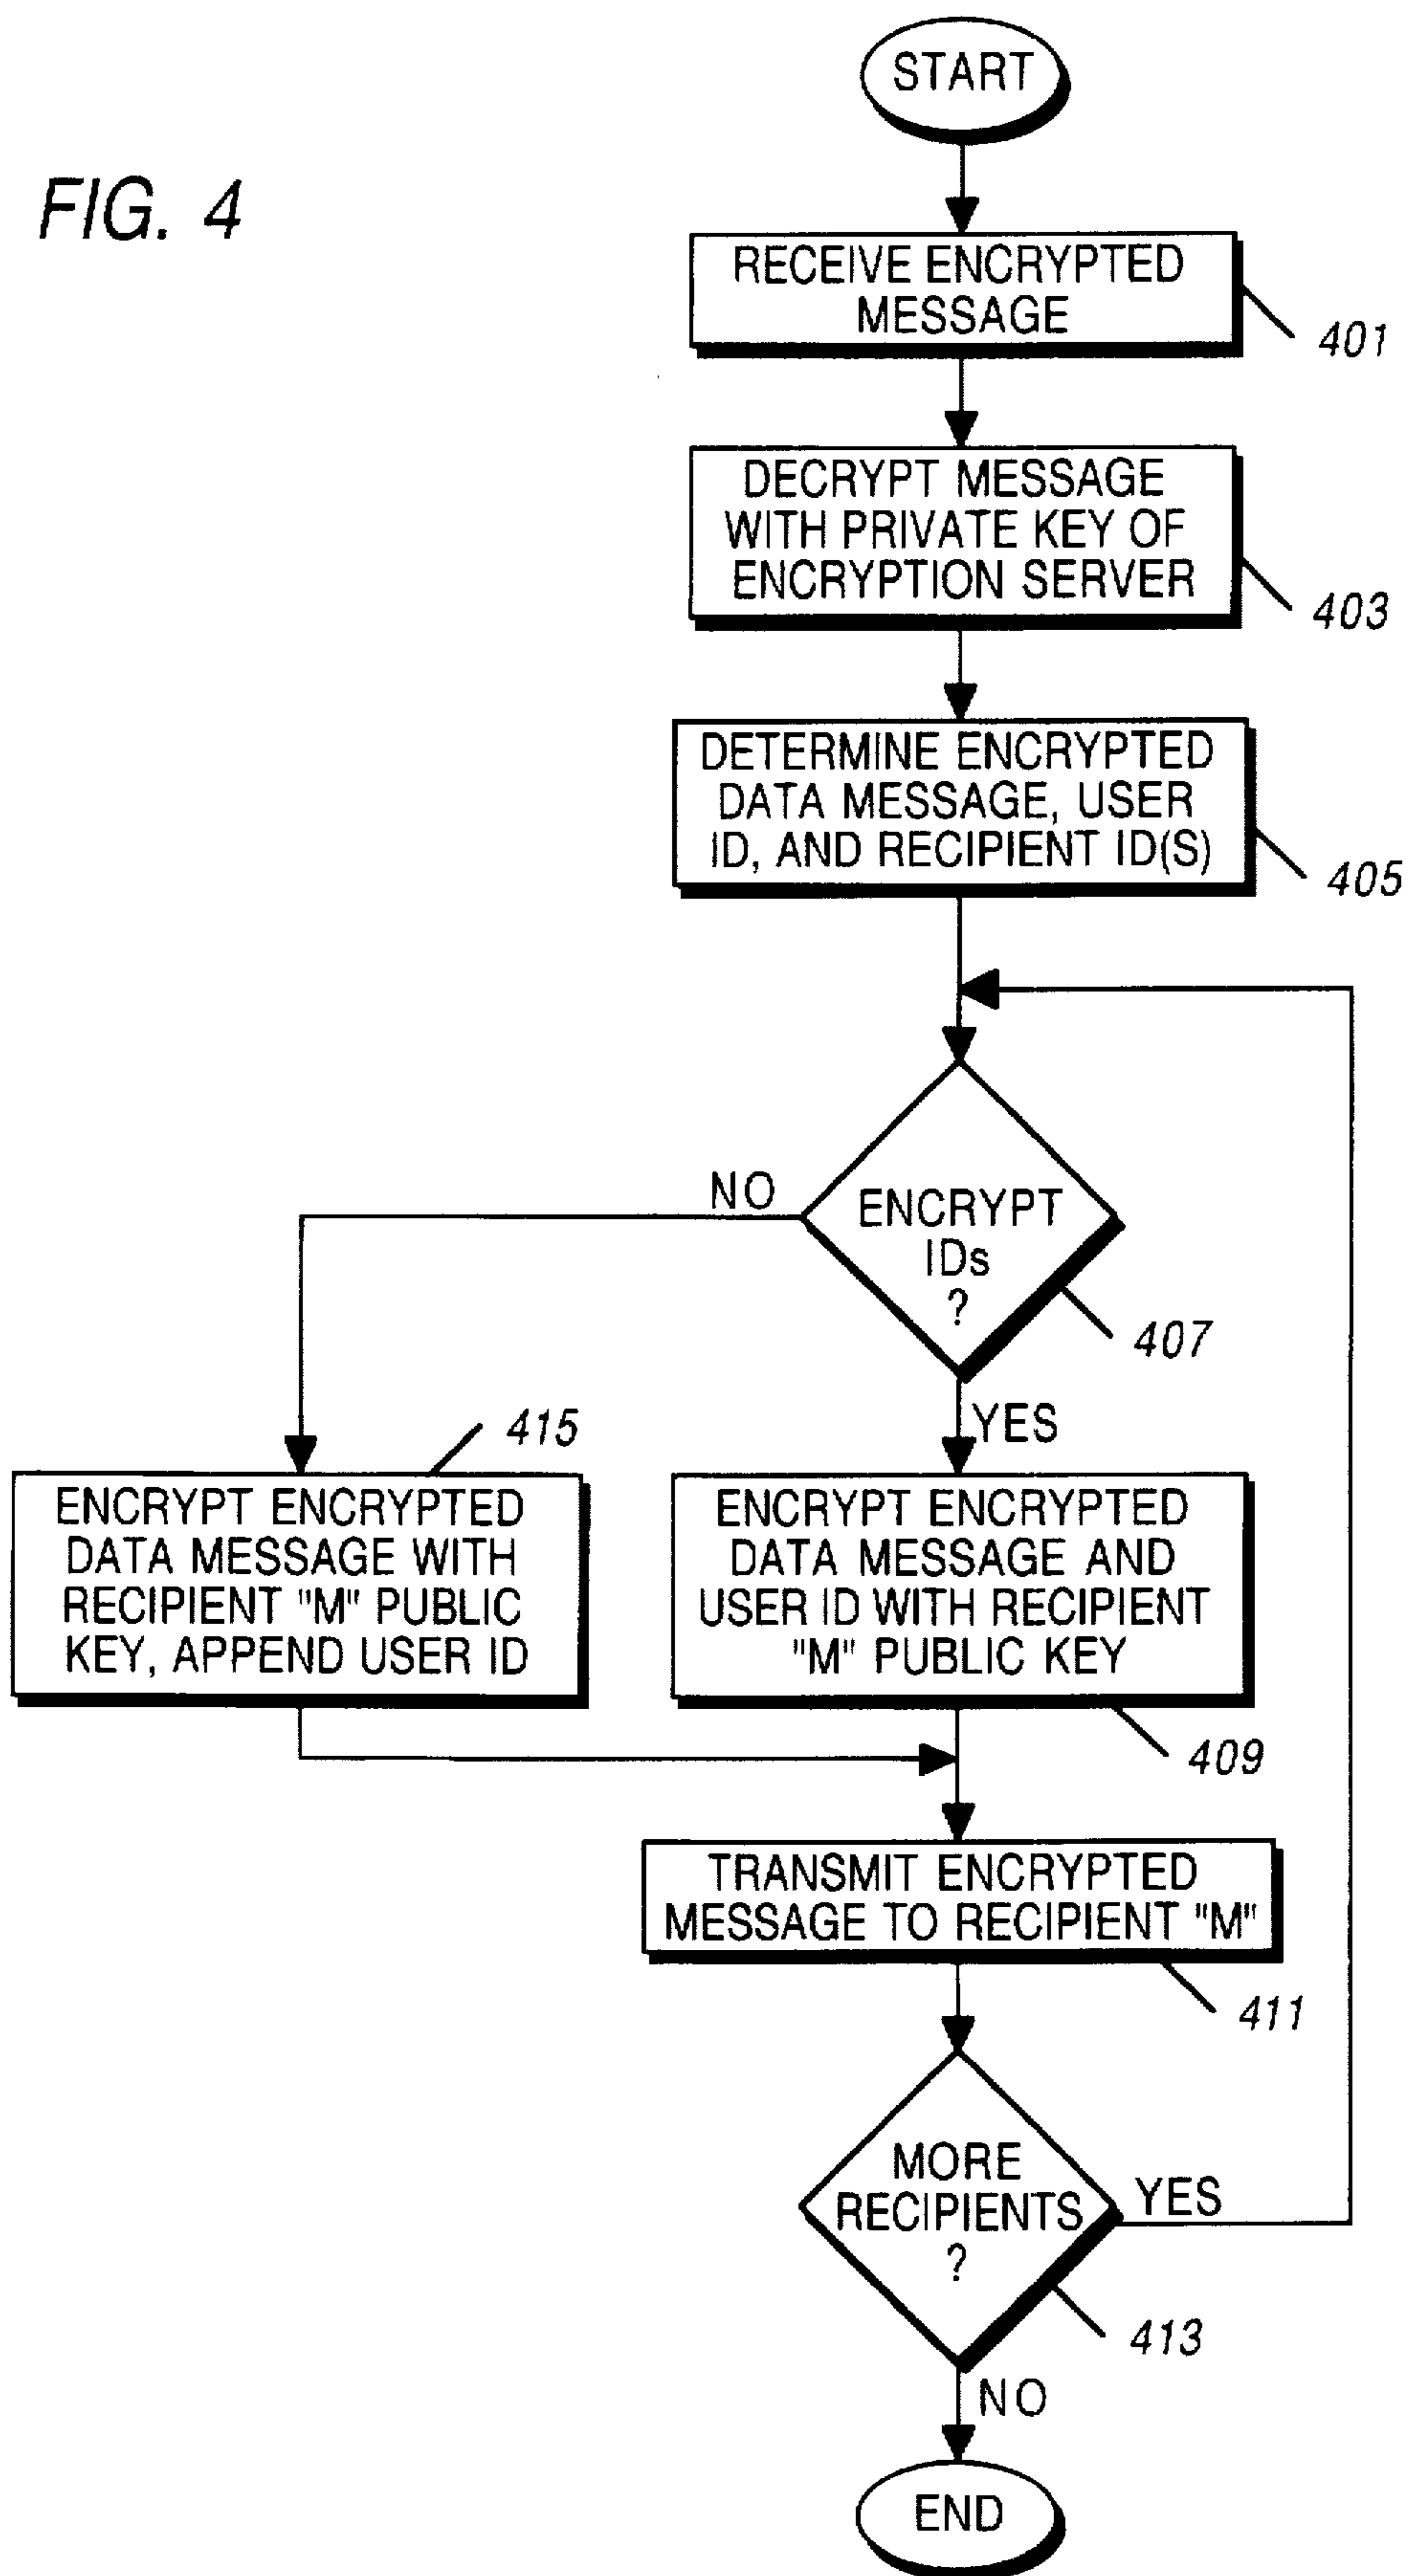 START
FIG. 4
RECEIVE ENCRYPTED
MESSAGE
401
DECRYPT MESSAGE
WITH PRIVATE KEY OF
ENCRYPTION SERVER
403
DETERMINE ENCRYPTED
DATA MESSAGE, USER
ID, AND RECIPIENT ID(S)
405
NO
ENCRYPT
IDs
?
407
YES
415
ENCRYPT ENCRYPTED
DATA MESSAGE WITH
RECIPIENT "M" PUBLIC
KEY, APPEND USER ID
ENCRYPT ENCRYPTED
DATA MESSAGE AND
USER ID WITH RECIPIENT
"M" PUBLIC KEY
409
TRANSMIT ENCRYPTED
MESSAGE TO RECIPIENT "M"
411
MORE
RECIPIENTS
?
YES
413
NO
END